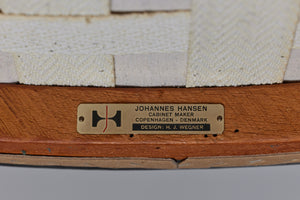 JOHANNES HANSEN
CABINET MAKER
COPENHAGEN - DENMARK
DESIGN: H. J. WEGNER